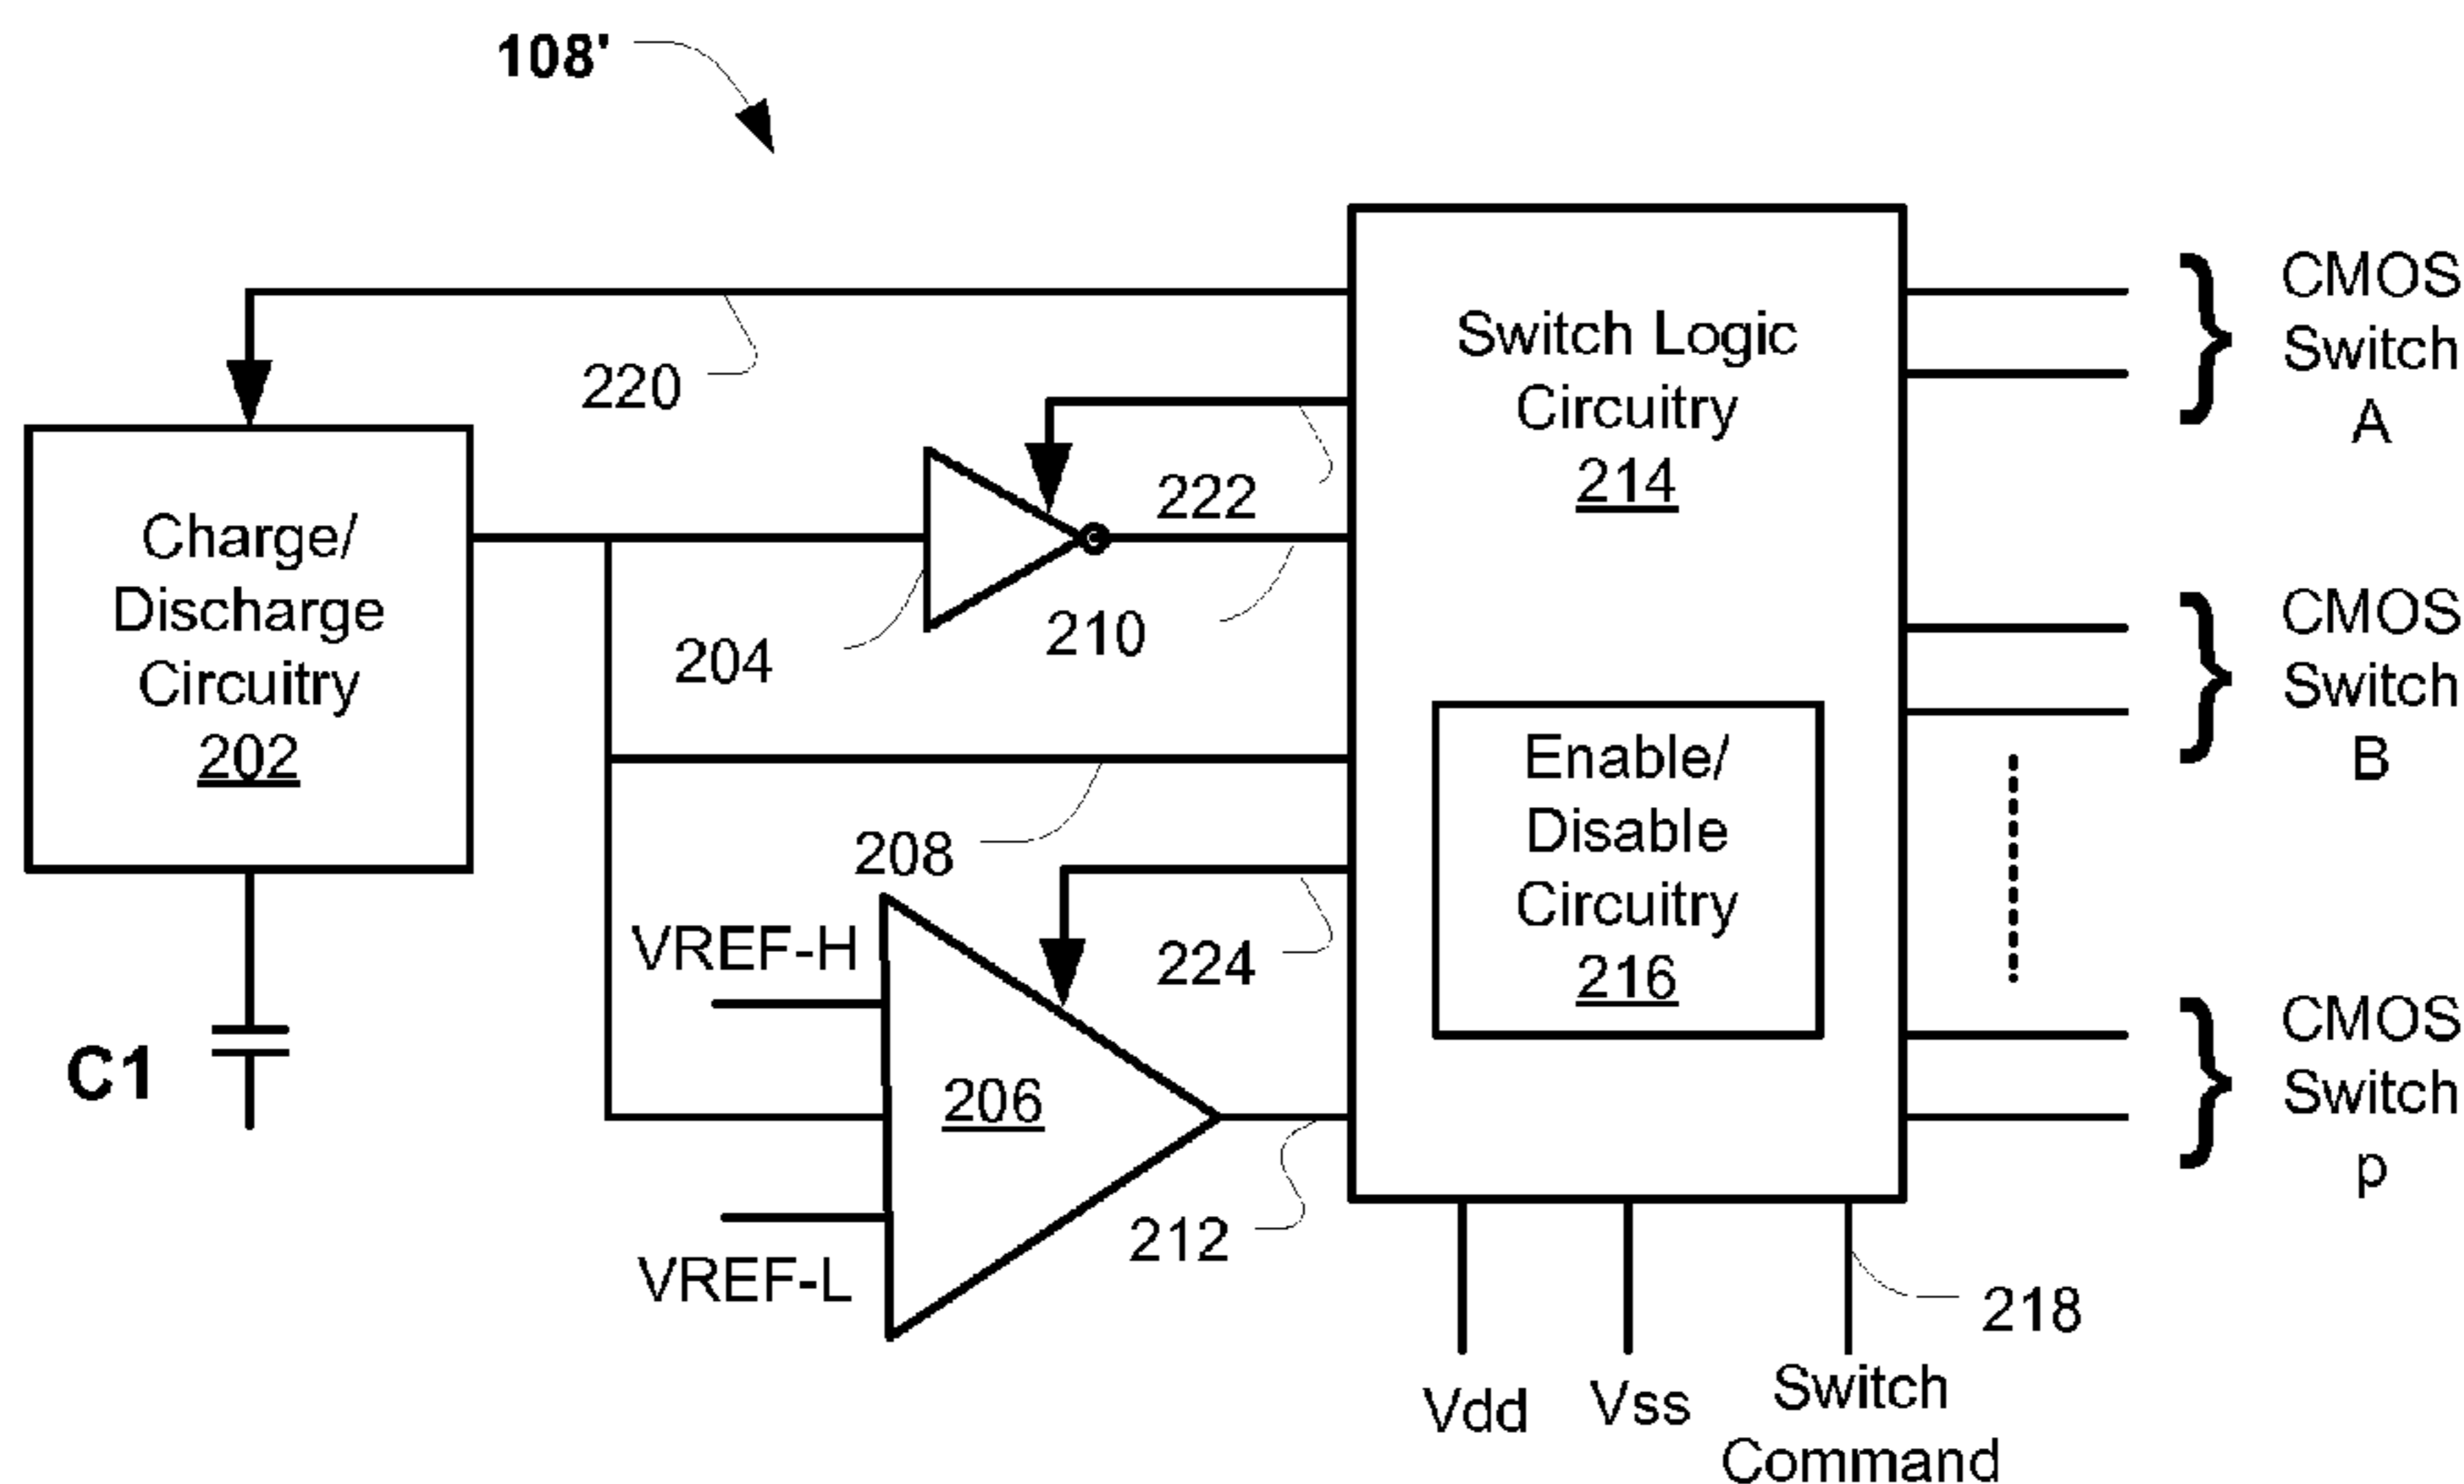 108'
220
Charge/
Discharge
Circuitry
202
C1
204
222
210
208
VREF-H
206
VREF-L
224
212
Switch Logic
Circuitry
214
Enable/
Disable
Circuitry
216
CMOS
Switch
A
CMOS
Switch
B
CMOS
Switch
p
Vdd
Vss
Switch
Command
218